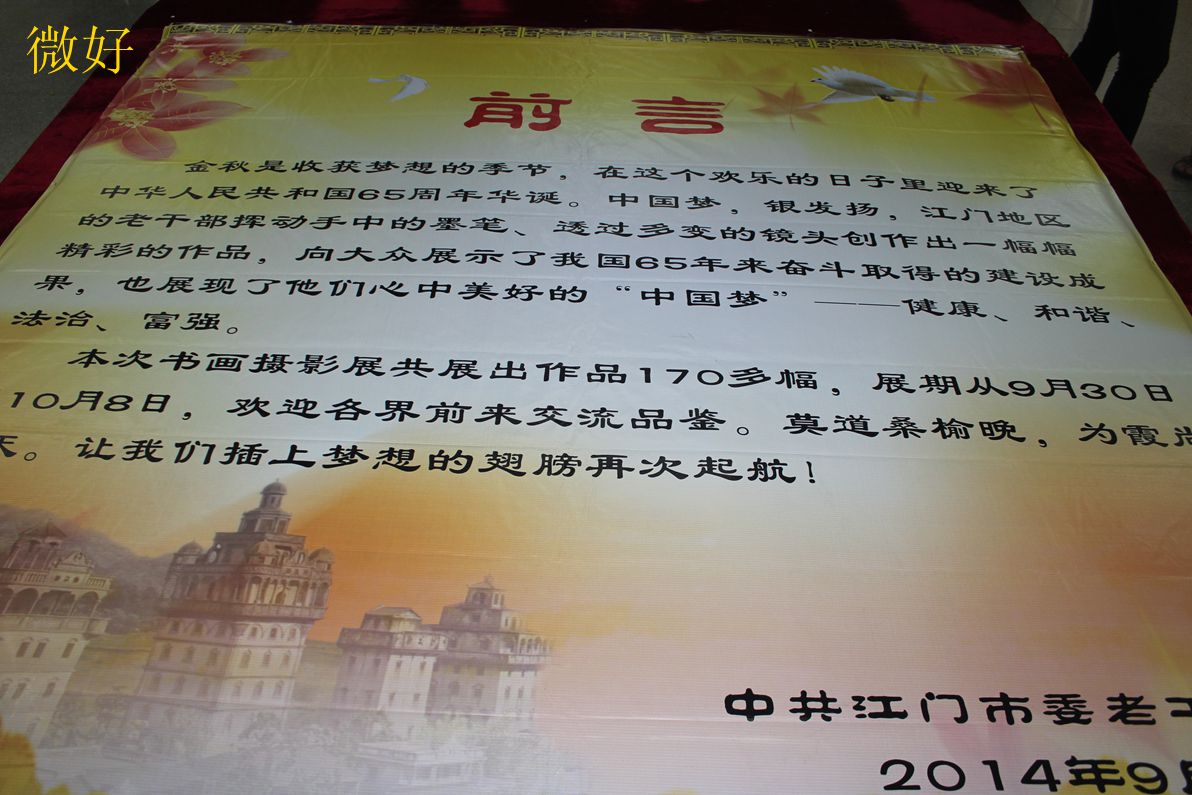 微好
前言
金秋是收获梦想的季节，在这个欢乐的日子里迎来了
中华人民共和国65周年华诞。中国梦，银发扬，江门地区
的老干部挥动手中的墨笔、透过多变的镜头创作出一幅幅
精彩的作品，向大众展示了我国65年来奋斗取得的建设成
果，也展现了他们心中美好的“中国梦”——健康、和谐、
法治、富强。
本次书画摄影展共展出作品170多幅，展期从9月30日
10月8日，欢迎各界前来交流品鉴。莫道桑榆晚，为霞尚
天。让我们插上梦想的翅膀再次起航！
中共江门市委老
2014年9